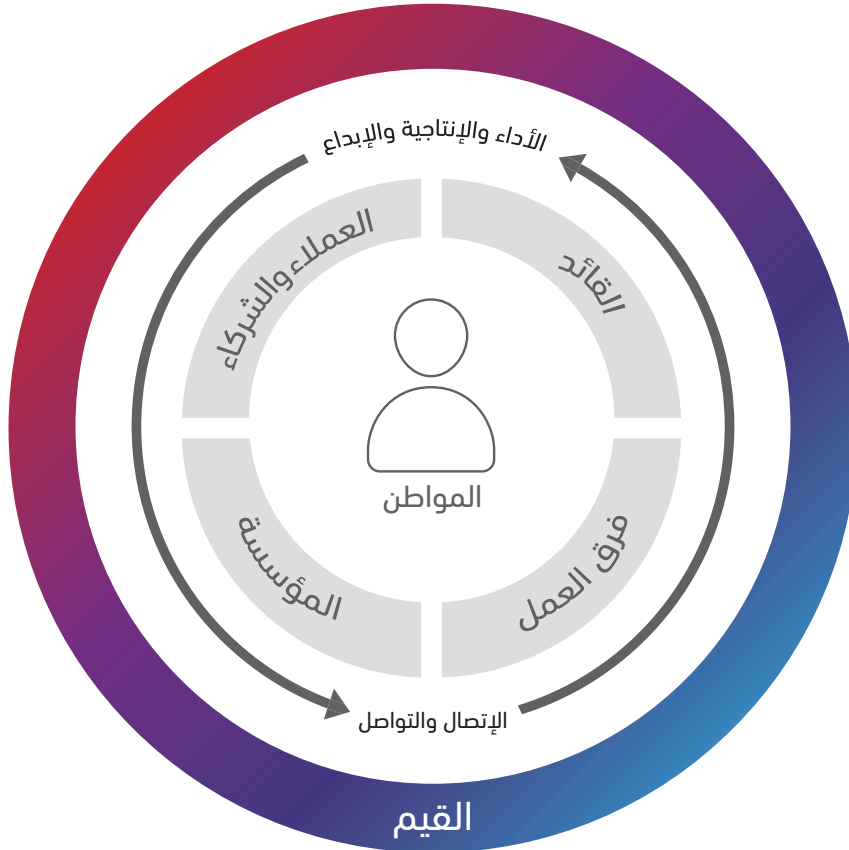 الأداء والإنتاجية والإبداع
القائد
العملاء والشركاء
المواطن
فرق العمل
المؤسسة
الإتصال والتواصل
القيم